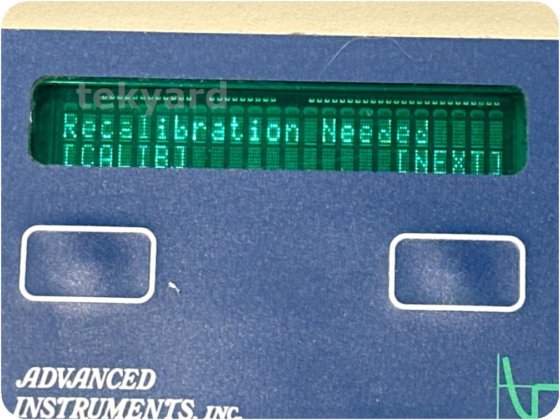 tekyard
Recalibration Needed
[CALIB] [NEXT]
ADVANCED
INSTRUMENTS, INC.